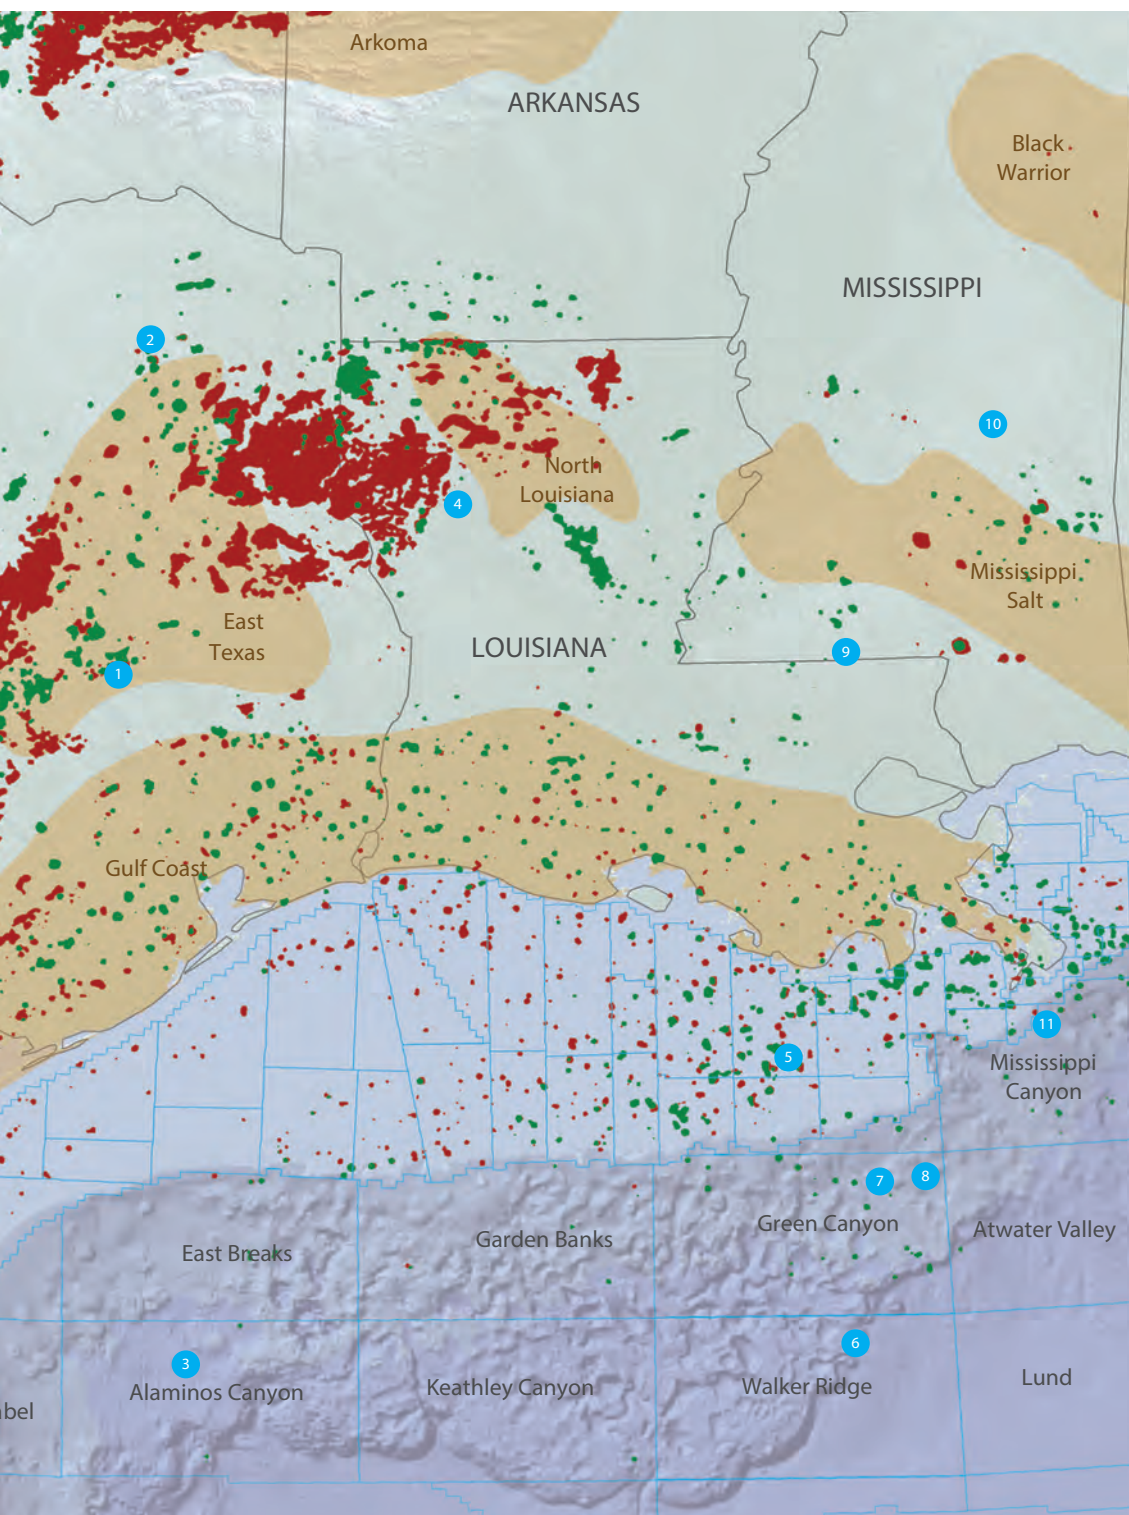 Arkoma
ARKANSAS
Black
Warrior
MISSISSIPPI
2
10
North
Louisiana
4
Mississippi
Salt
East
Texas
LOUISIANA
9
1
Gulf Coast
11
5
Mississippi
Canyon
7
8
Green Canyon
Atwater Valley
Garden Banks
East Breaks
6
3
Lund
Walker Ridge
Keathley Canyon
Alaminos Canyon
bel